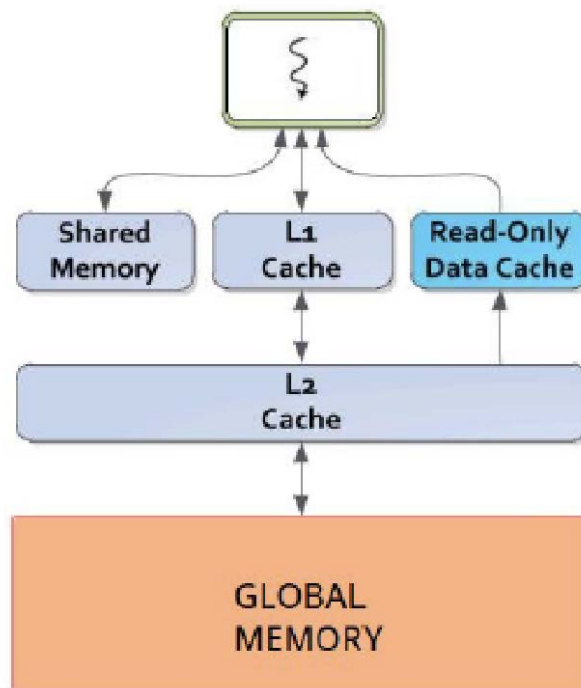 Shared
Memory
L1
Cache
Read-Only
Data Cache
L2
Cache
GLOBAL
MEMORY